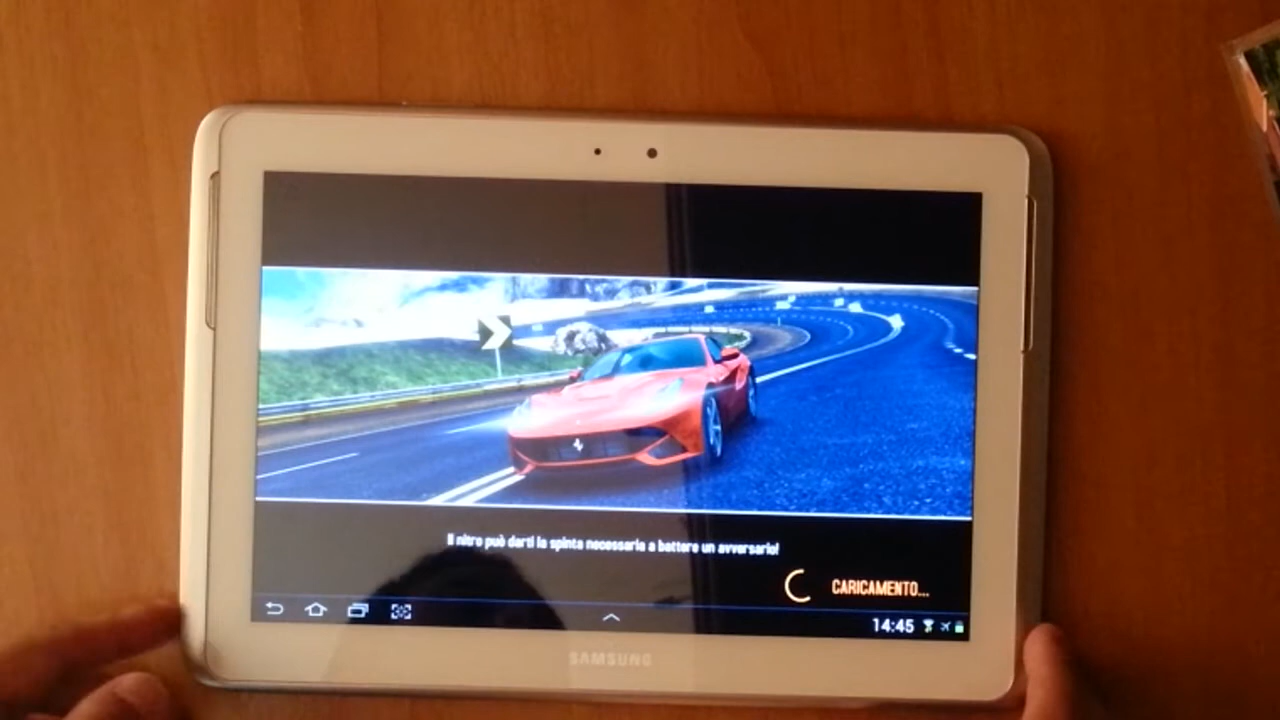 Il nitro può darti la spinta necessaria a battere un avversario!
CARICAMENTO...
14:45
SAMSUNG